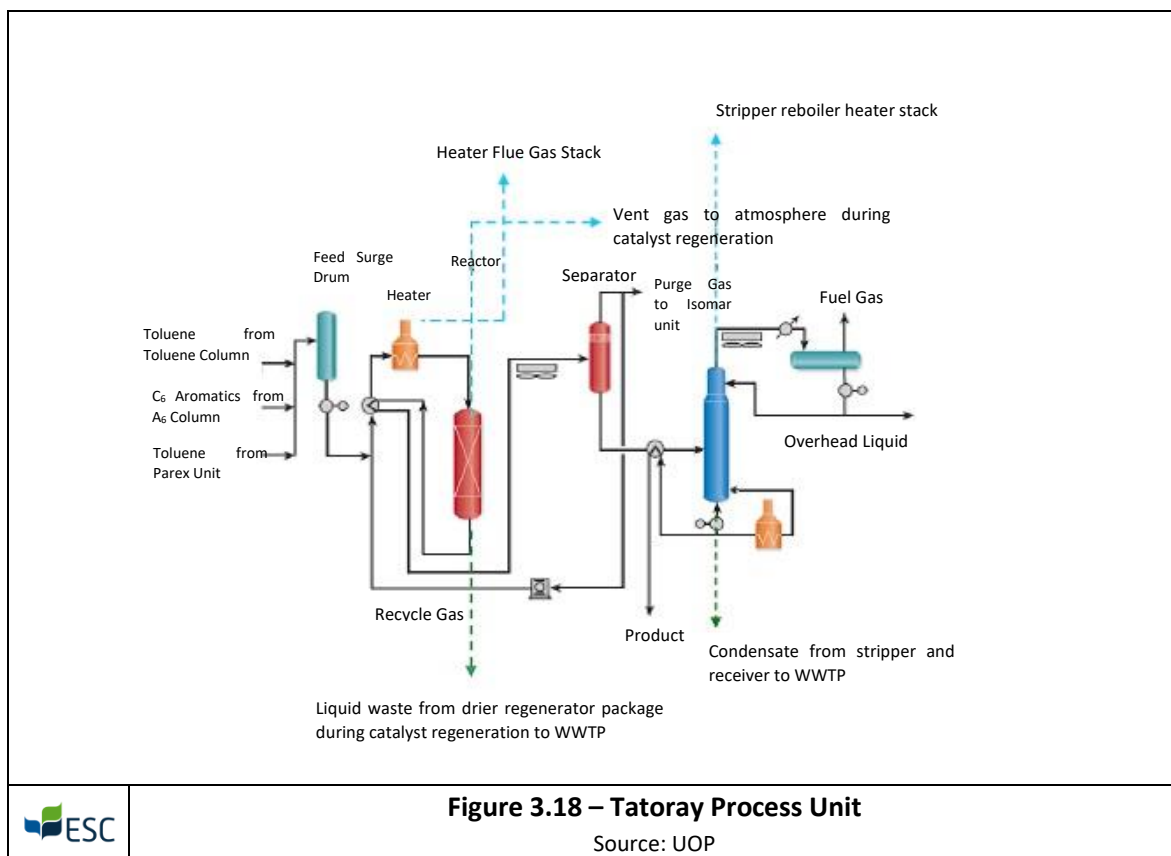 Stripper reboiler heater stack
Heater Flue Gas Stack
Vent gas to atmosphere during
catalyst regeneration
Feed Surge
Drum
Reactor
Heater
Separator
Purge Gas
to Isomar
unit
Fuel Gas
Toluene from
Toluene Column
C₆ Aromatics from
A₆ Column
Toluene from
Parex Unit
Overhead Liquid
Recycle Gas
Product
Condensate from stripper and
receiver to WWTP
Liquid waste from drier regenerator package
during catalyst regeneration to WWTP
ESC
Figure 3.18 – Tatoray Process Unit
Source: UOP